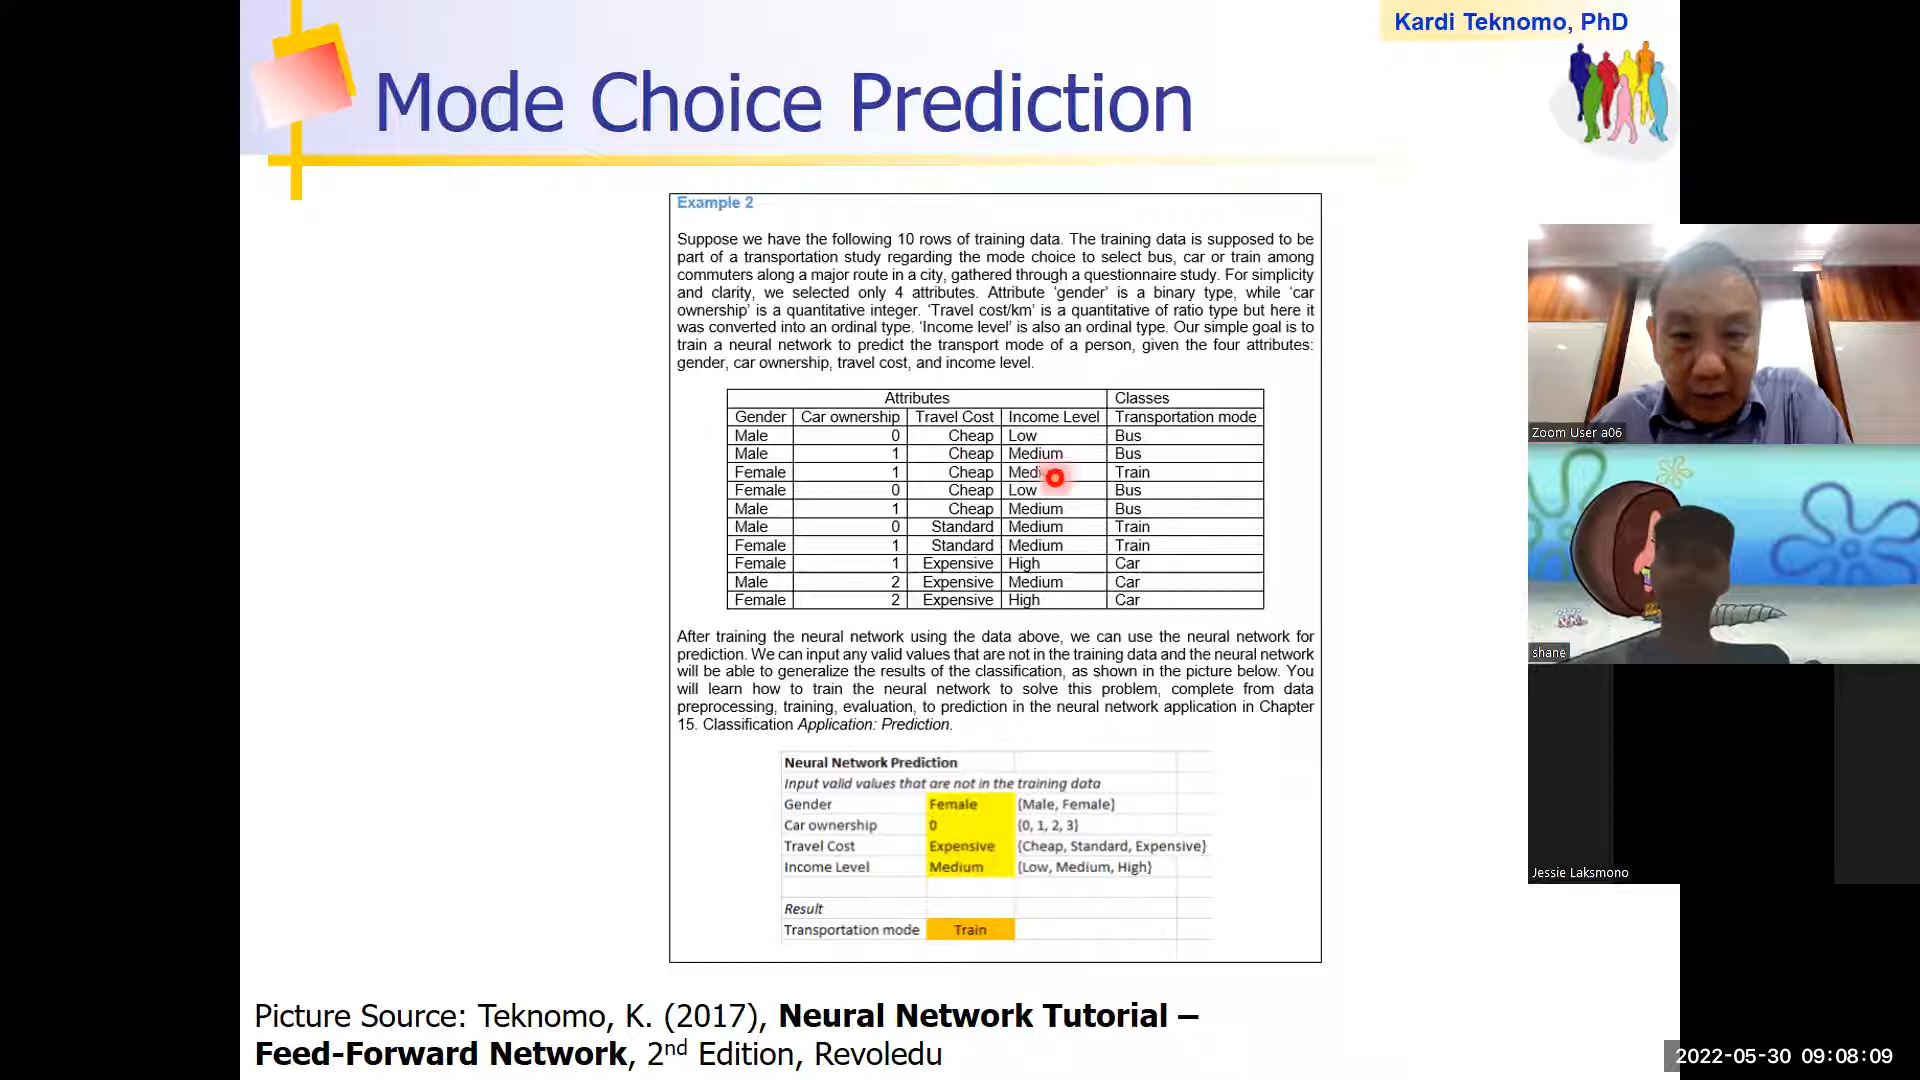 Kardi Teknomo, PhD
Mode Choice Prediction
Example 2
Suppose we have the following 10 rows of training data. The training data is supposed to be
part of a transportation study regarding the mode choice to select bus, car or train among
commuters along a major route in a city, gathered through a questionnaire study. For simplicity
and clarity, we selected only 4 attributes. Attribute ‘gender’ is a binary type, while ‘car
ownership’ is a quantitative integer. ‘Travel cost/km’ is a quantitative of ratio type but here it
was converted into an ordinal type. ‘Income level’ is also an ordinal type. Our simple goal is to
train a neural network to predict the transport mode of a person, given the four attributes:
gender, car ownership, travel cost, and income level.
Attributes Classes
Gender Car ownership Travel Cost Income Level Transportation mode
Male 0 Cheap Low Bus
Male 1 Cheap Medium Bus
Female 1 Cheap Train
Female 0 Cheap Low Bus
Male 1 Cheap Medium Bus
Male 0 Standard Medium Train
Female 1 Standard Medium Train
Female 1 Expensive High Car
Male 2 Expensive Medium Car
Female 2 Expensive High Car
After training the neural network using the data above, we can use the neural network for
prediction. We can input any valid values that are not in the training data and the neural network
will be able to generalize the results of the classification, as shown in the picture below. You
will learn how to train the neural network to solve this problem, complete from data
preprocessing, training, evaluation, to prediction in the neural network application in Chapter
15. Classification Application: Prediction.
Neural Network Prediction
Input valid values that are not in the training data
Gender Female {Male, Female}
Car ownership 0 {0, 1, 2, 3}
Travel Cost Expensive {Cheap, Standard, Expensive}
Income Level Medium {Low, Medium, High}
Result
Transportation mode Train
Picture Source: Teknomo, K. (2017), Neural Network Tutorial –
Feed-Forward Network, 2nd Edition, Revoledu
Zoom User a06
shane
Jessie Laksmono
2022-05-30 09:08:09